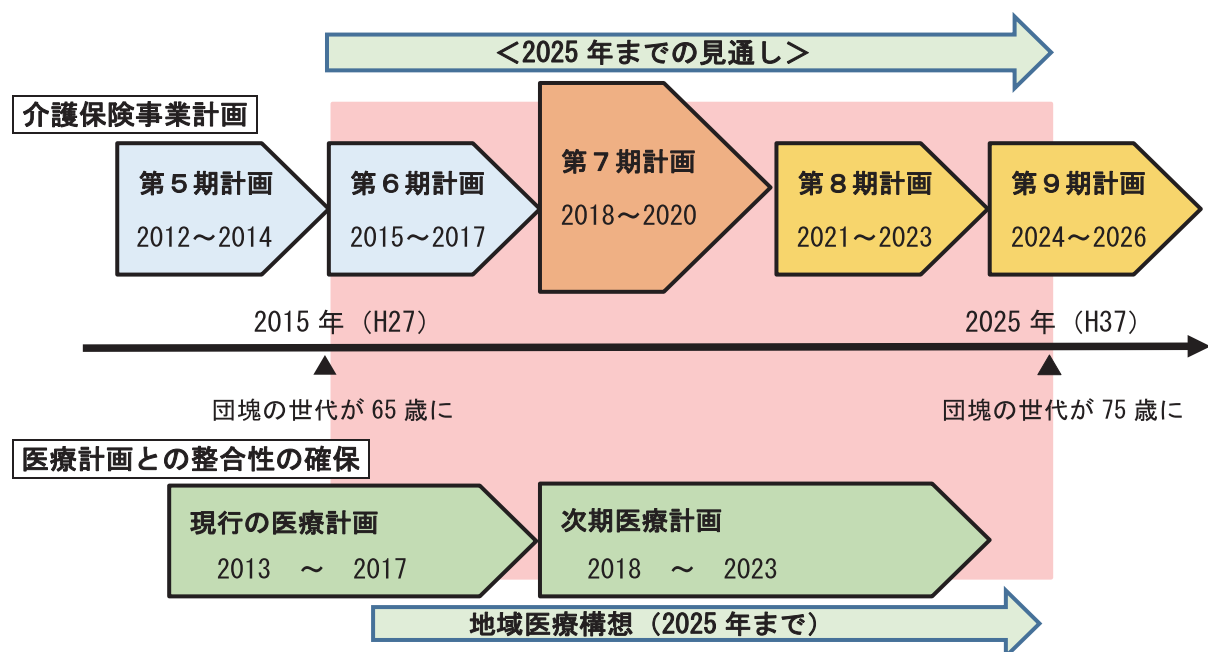 ＜2025 年までの見通し＞
介護保険事業計画
第５期計画
2012～2014
第６期計画
2015～2017
第７期計画
2018～2020
第８期計画
2021～2023
第９期計画
2024～2026
2015 年（H27）
2025 年（H37）
団塊の世代が 65 歳に
団塊の世代が 75 歳に
医療計画との整合性の確保
現行の医療計画
2013 ～ 2017
次期医療計画
2018 ～ 2023
地域医療構想（2025 年まで）